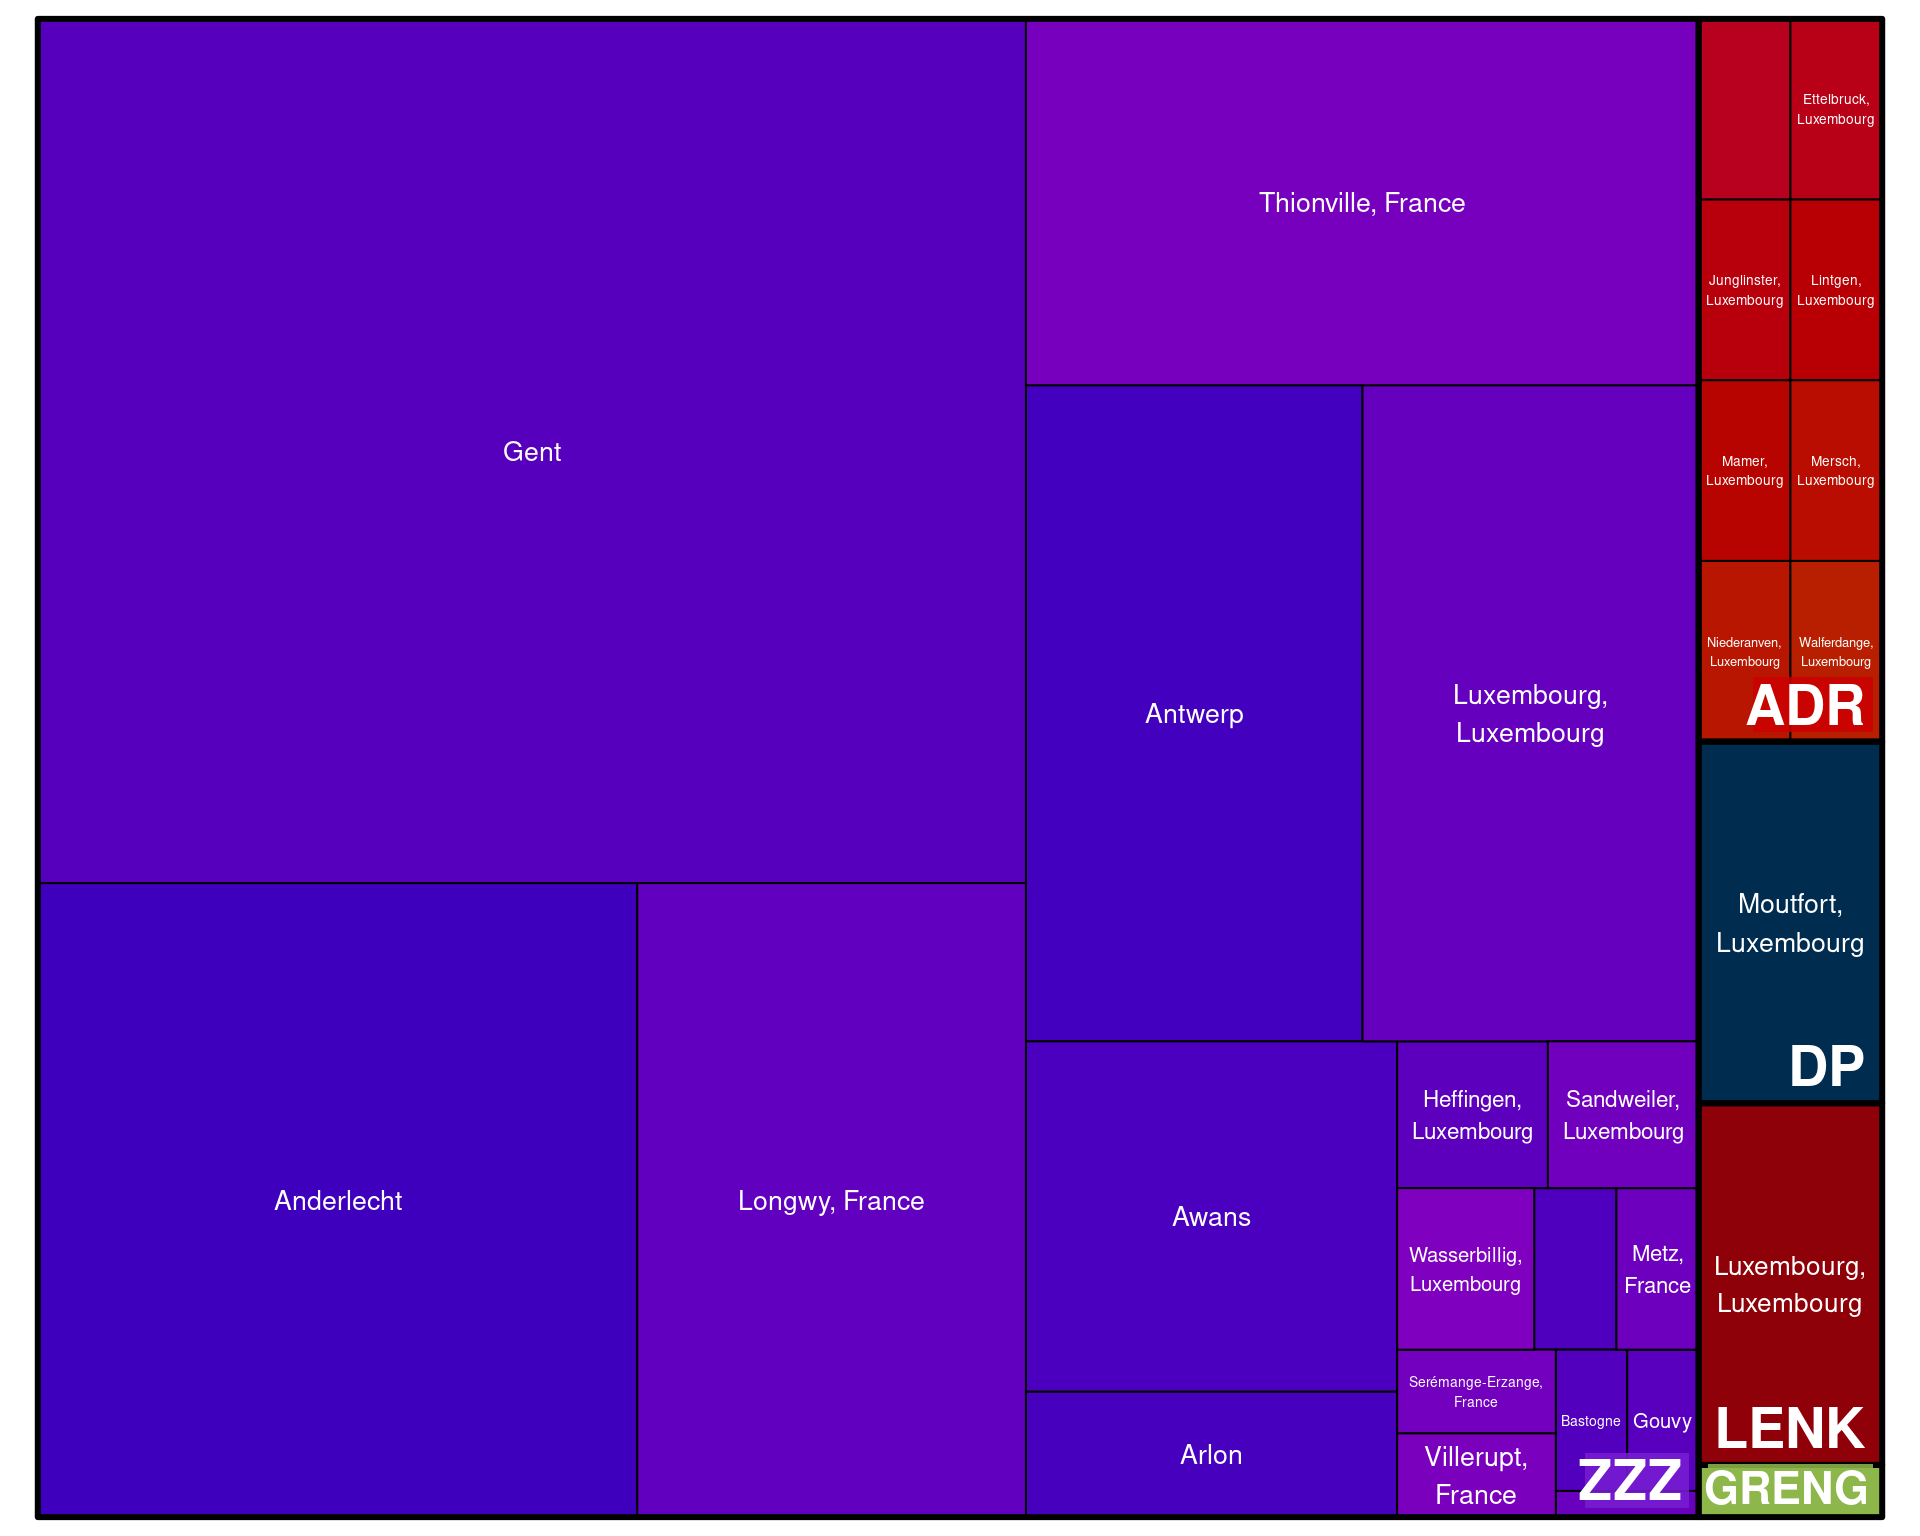 Gent
Anderlecht
Longwy, France
Thionville, France
Antwerp
Luxembourg,
Luxembourg
Awans
Arlon
Heffingen,
Luxembourg
Sandweiler,
Luxembourg
Wasserbillig,
Luxembourg
Metz,
France
Serémange-Erzange,
France
Villerupt,
France
Bastogne
Gouvy
ZZZ
Ettelbruck,
Luxembourg
Junglinster,
Luxembourg
Lintgen,
Luxembourg
Mamer,
Luxembourg
Mersch,
Luxembourg
Niederanven,
Luxembourg
Walferdange,
Luxembourg
ADR
Moutfort,
Luxembourg
DP
Luxembourg,
Luxembourg
LENK
GRENG